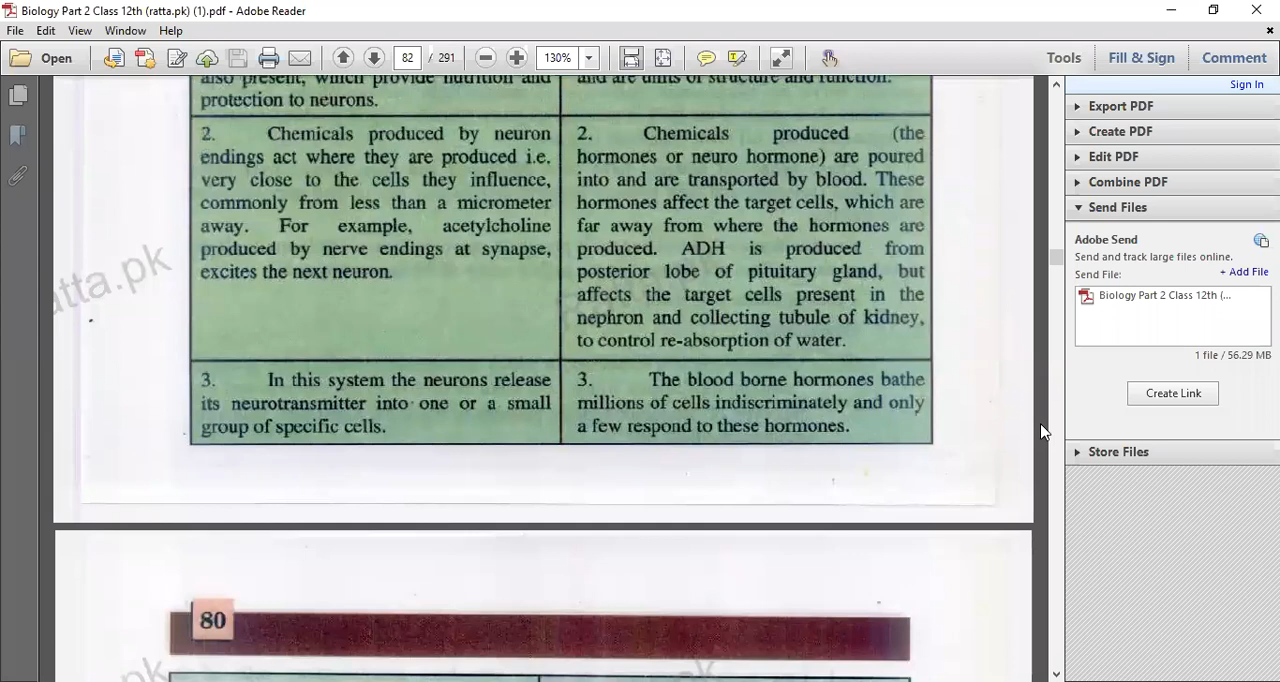 Biology Part 2 Class 12th (ratta.pk) (1).pdf - Adobe Reader
File Edit View Window Help
Open 82 / 291 130% Tools Fill & Sign Comment
Sign In
Export PDF
Create PDF
Edit PDF
Combine PDF
Send Files
Adobe Send
Send and track large files online.
Send File: + Add File
Biology Part 2 Class 12th (...
1 file / 56.29 MB
Create Link
Store Files
also present, which provide nutrition and
protection to neurons.
and are units of structure and function.
2. Chemicals produced by neuron
endings act where they are produced i.e.
very close to the cells they influence,
commonly from less than a micrometer
away. For example, acetylcholine
produced by nerve endings at synapse,
excites the next neuron.
2. Chemicals produced (the
hormones or neuro hormone) are poured
into and are transported by blood. These
hormones affect the target cells, which are
far away from where the hormones are
produced. ADH is produced from
posterior lobe of pituitary gland, but
affects the target cells present in the
nephron and collecting tubule of kidney,
to control re-absorption of water.
3. In this system the neurons release
its neurotransmitter into one or a small
group of specific cells.
3. The blood borne hormones bathe
millions of cells indiscriminately and only
a few respond to these hormones.
atta.pk
80
.pk